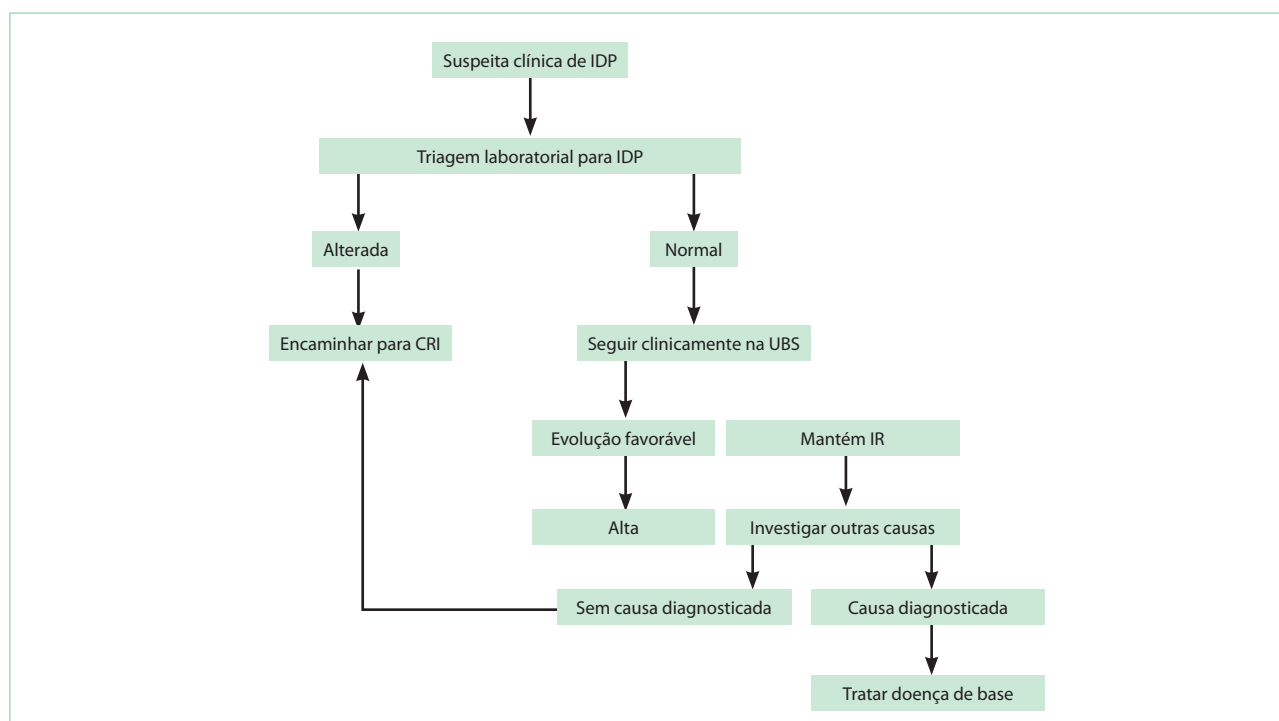 Suspeita clínica de IDP
Triagem laboratorial para IDP
Alterada
Normal
Encaminhar para CRI
Seguir clinicamente na UBS
Evolução favorável
Mantém IR
Alta
Investigar outras causas
Sem causa diagnosticada
Causa diagnosticada
Tratar doença de base